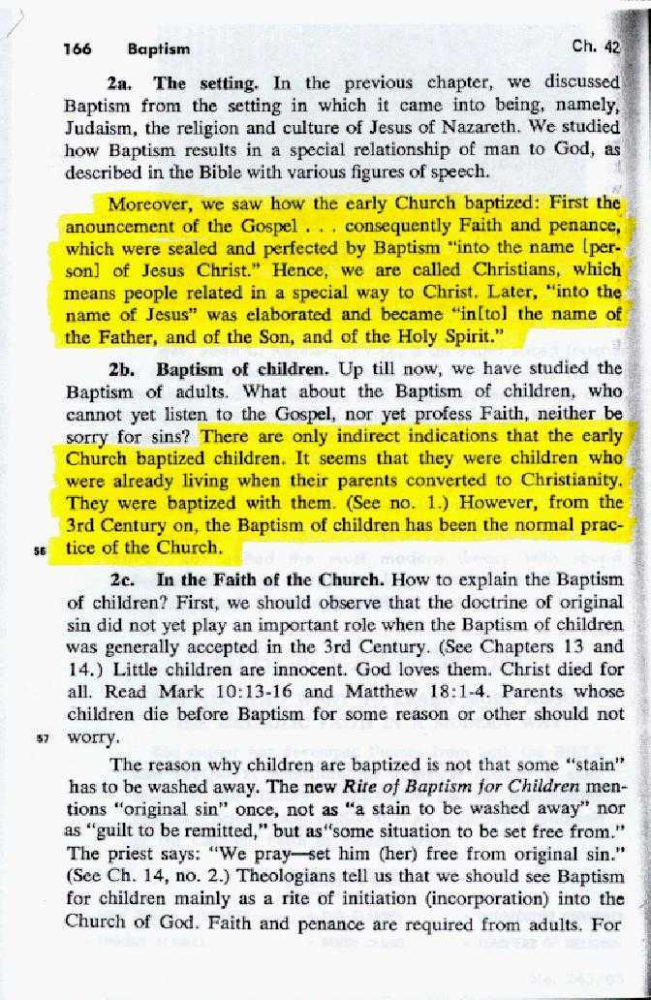 166 Baptism Ch. 42
2a. The setting. In the previous chapter, we discussed
Baptism from the setting in which it came into being, namely,
Judaism, the religion and culture of Jesus of Nazareth. We studied
how Baptism results in a special relationship of man to God, as
described in the Bible with various figures of speech.
Moreover, we saw how the early Church baptized: First the
anouncement of the Gospel . . . consequently Faith and penance,
which were sealed and perfected by Baptism “into the name [per-
son] of Jesus Christ.” Hence, we are called Christians, which
means people related in a special way to Christ. Later, “into the
name of Jesus” was elaborated and became “in[to] the name of
the Father, and of the Son, and of the Holy Spirit.”
2b. Baptism of children. Up till now, we have studied the
Baptism of adults. What about the Baptism of children, who
cannot yet listen to the Gospel, nor yet profess Faith, neither be
sorry for sins? There are only indirect indications that the early
Church baptized children. It seems that they were children who
were already living when their parents converted to Christianity.
They were baptized with them. (See no. 1.) However, from the
3rd Century on, the Baptism of children has been the normal prac-
56 tice of the Church.
2c. In the Faith of the Church. How to explain the Baptism
of children? First, we should observe that the doctrine of original
sin did not yet play an important role when the Baptism of children
was generally accepted in the 3rd Century. (See Chapters 13 and
14.) Little children are innocent. God loves them. Christ died for
all. Read Mark 10:13-16 and Matthew 18:1-4. Parents whose
children die before Baptism for some reason or other should not
57 worry.
The reason why children are baptized is not that some “stain”
has to be washed away. The new Rite of Baptism for Children men-
tions “original sin” once, not as “a stain to be washed away” nor
as “guilt to be remitted,” but as“some situation to be set free from.”
The priest says: “We pray—set him (her) free from original sin.”
(See Ch. 14, no. 2.) Theologians tell us that we should see Baptism
for children mainly as a rite of initiation (incorporation) into the
Church of God. Faith and penance are required from adults. For